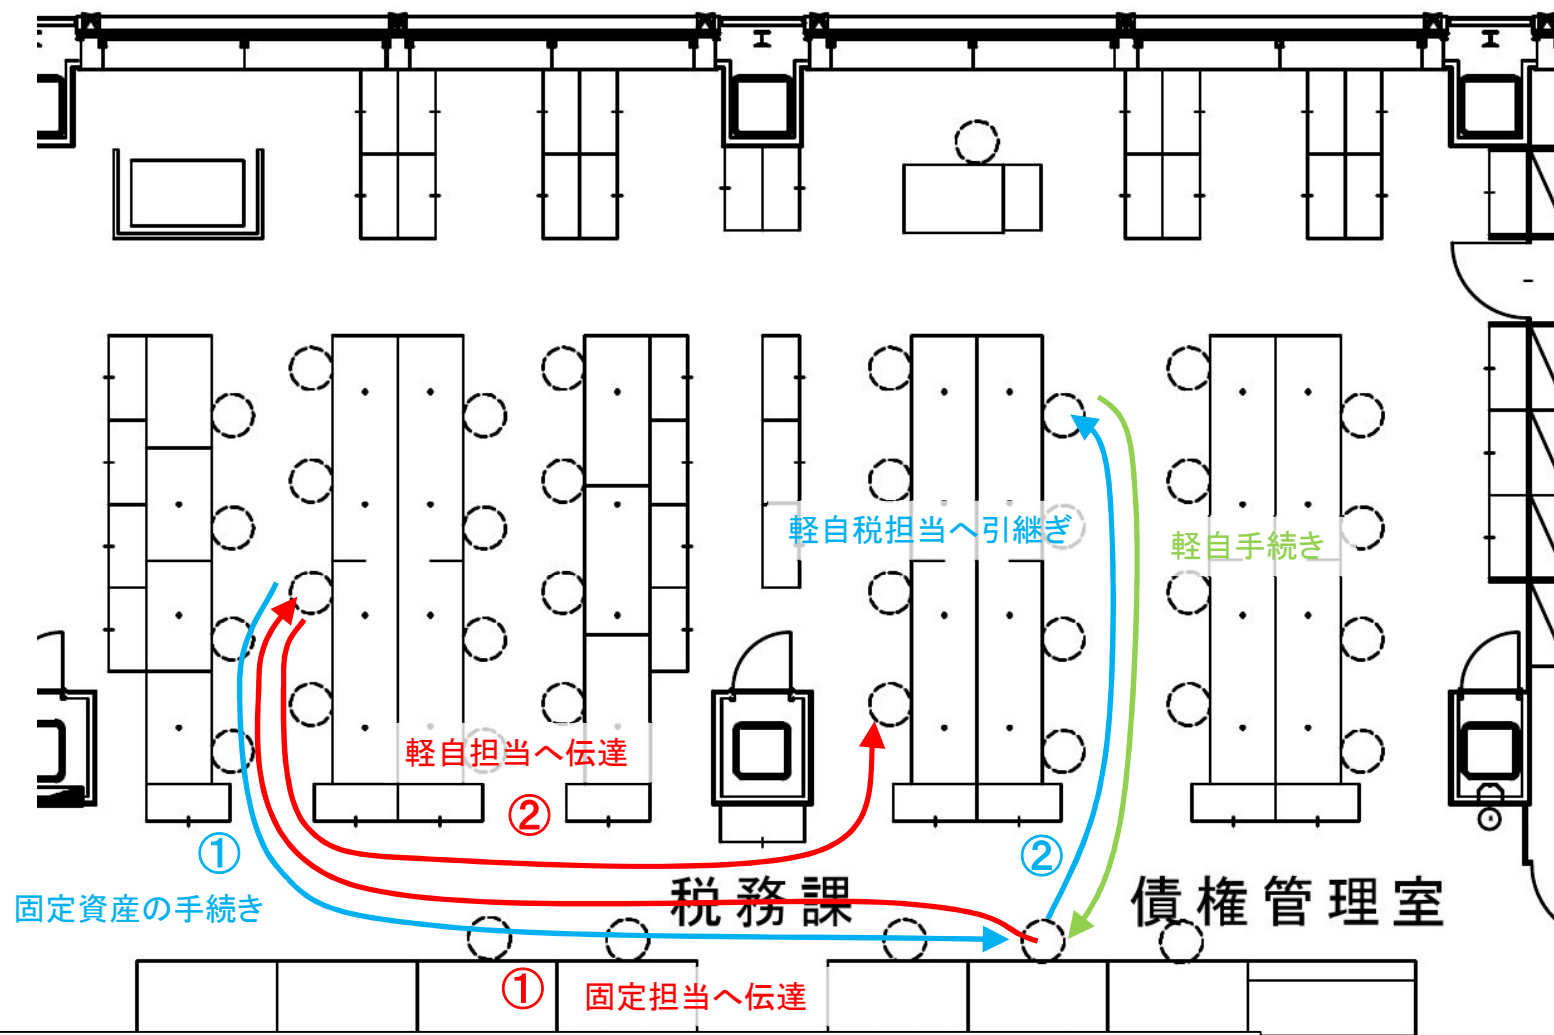 軽自税担当へ引継ぎ
軽自手続き
軽自担当へ伝達
②
①
②
固定資産の手続き
税務課
債権管理室
①
固定担当へ伝達